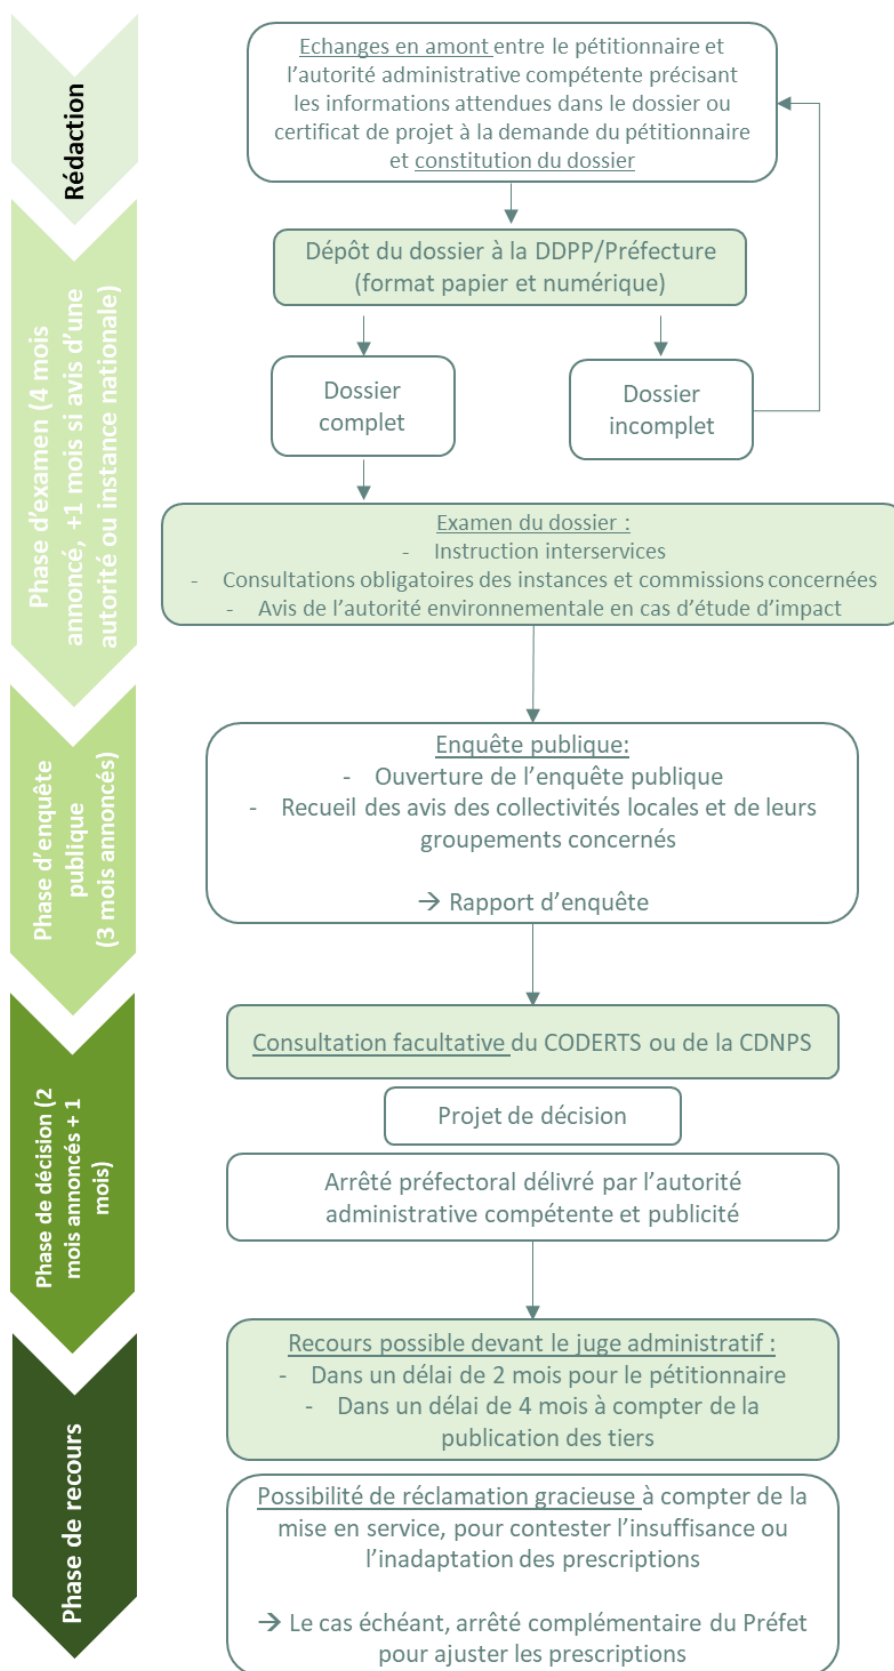 Rédaction
Echanges en amont entre le pétitionnaire et
l’autorité administrative compétente précisant
les informations attendues dans le dossier ou
certificat de projet à la demande du pétitionnaire
et constitution du dossier
Phase d’examen (4 mois
annoncé, +1 mois si avis d’une
autorité ou instance nationale)
Dépôt du dossier à la DDPP/Préfecture
(format papier et numérique)
Dossier
complet
Dossier
incomplet
Examen du dossier :
- Instruction interservices
- Consultations obligatoires des instances et commissions concernées
- Avis de l’autorité environnementale en cas d’étude d’impact
Phase d’enquête
publique
(3 mois annoncés)
Enquête publique:
- Ouverture de l’enquête publique
- Recueil des avis des collectivités locales et de leurs
groupements concernés
→ Rapport d’enquête
Phase de décision (2
mois annoncés + 1
mois)
Consultation facultative du CODERTS ou de la CDNPS
Projet de décision
Arrêté préfectoral délivré par l’autorité
administrative compétente et publicité
Phase de recours
Recours possible devant le juge administratif :
- Dans un délai de 2 mois pour le pétitionnaire
- Dans un délai de 4 mois à compter de la
publication des tiers
Possibilité de réclamation gracieuse à compter de la
mise en service, pour contester l’insuffisance ou
l’inadaptation des prescriptions
→ Le cas échéant, arrêté complémentaire du Préfet
pour ajuster les prescriptions